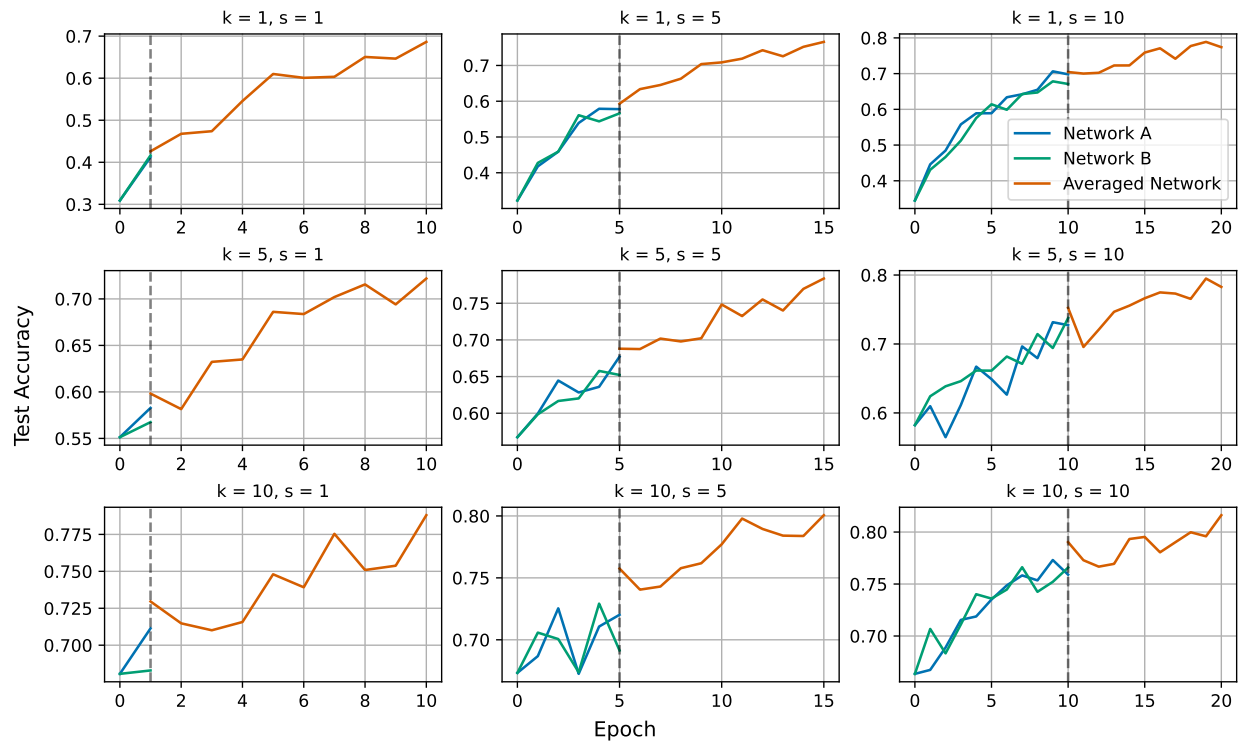 k = 1, s = 1
0.7
0.6
0.5
0.4
0.3
0 2 4 6 8 10
k = 1, s = 5
0.7
0.6
0.5
0.4
0 5 10 15
k = 1, s = 10
0.8
0.7
0.6
0.5
0.4
0 5 10 15 20
Network A
Network B
Averaged Network
k = 5, s = 1
0.70
0.65
0.60
0.55
0 2 4 6 8 10
k = 5, s = 5
0.75
0.70
0.65
0.60
0 5 10 15
k = 5, s = 10
0.8
0.7
0.6
0 5 10 15 20
k = 10, s = 1
0.775
0.750
0.725
0.700
0 2 4 6 8 10
k = 10, s = 5
0.80
0.75
0.70
0 5 10 15
k = 10, s = 10
0.80
0.75
0.70
0 5 10 15 20
Test Accuracy
Epoch